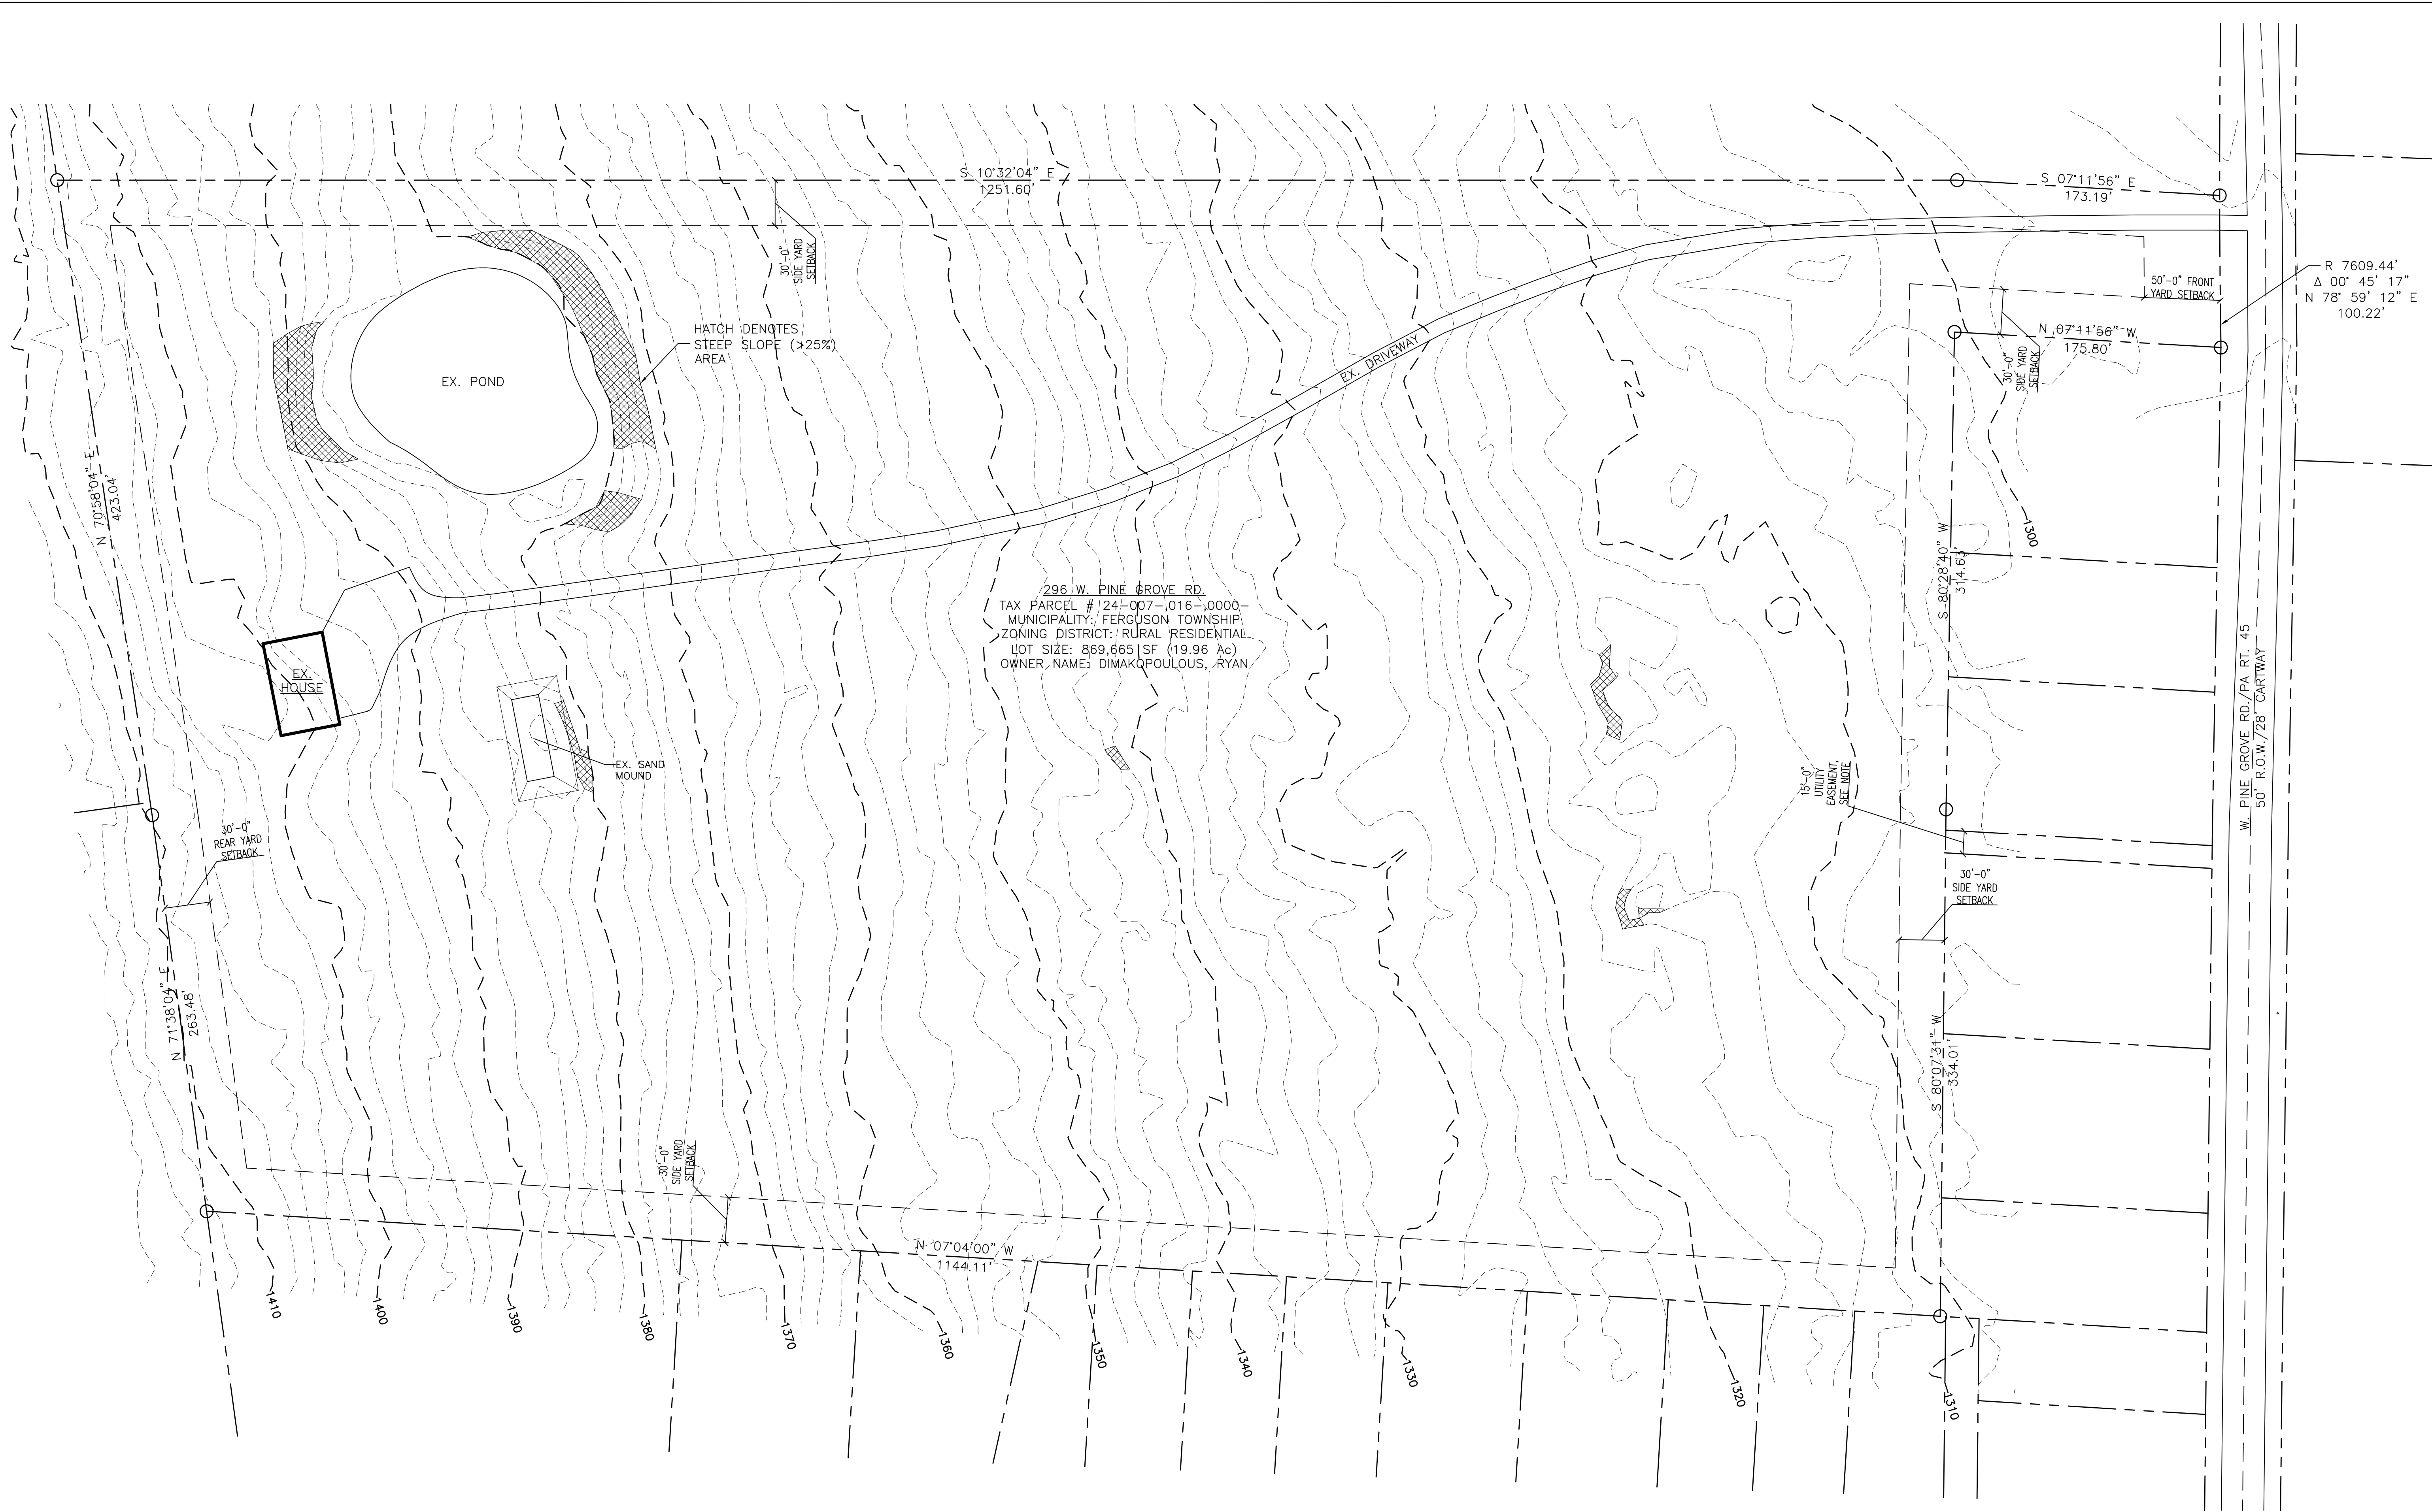 S 10°32'04" E
1251.60'
S 07°11'56" E
173.19'
30'-0"
SIDE YARD
SETBACK
50'-0" FRONT
YARD SETBACK
R 7609.44'
Δ 00° 45' 17"
N 78° 59' 12" E
100.22'
N 07°11'56" W
175.80'
30'-0"
SIDE YARD
SETBACK
HATCH DENOTES
STEEP SLOPE (>25%)
AREA
EX. POND
EX. DRIVEWAY
N 70°58'04" E
423.04'
1300
S 80°28'40" W
314.63'
296 W. PINE GROVE RD.
TAX PARCEL # 24-007-,016-,0000-
MUNICIPALITY: FERGUSON TOWNSHIP
ZONING DISTRICT: RURAL RESIDENTIAL
LOT SIZE: 869,665 SF (19.96 Ac)
OWNER NAME: DIMAKOPOULOUS, RYAN
EX.
HOUSE
EX. SAND
MOUND
W. PINE GROVE RD./PA RT. 45
50' R.O.W./28' CARTWAY
15'-0"
UTILITY
EASEMENT,
SEE NOTE
30'-0"
REAR YARD
SETBACK
30'-0"
SIDE YARD
SETBACK
N 71°38'04" E
263.48'
S 80°07'31" W
334.01'
30'-0"
SIDE YARD
SETBACK
N 07°04'00" W
1144.11'
1410
1400
1390
1380
1370
1360
1350
1340
1330
1320
1310